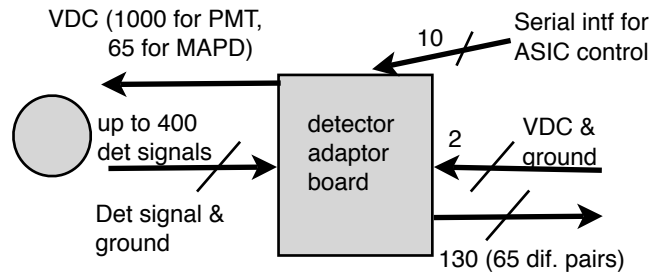 VDC (1000 for PMT,
65 for MAPD)
10
Serial intf for
ASIC control
up to 400
det signals
detector
adaptor
board
2
VDC &
ground
Det signal &
ground
130 (65 dif. pairs)